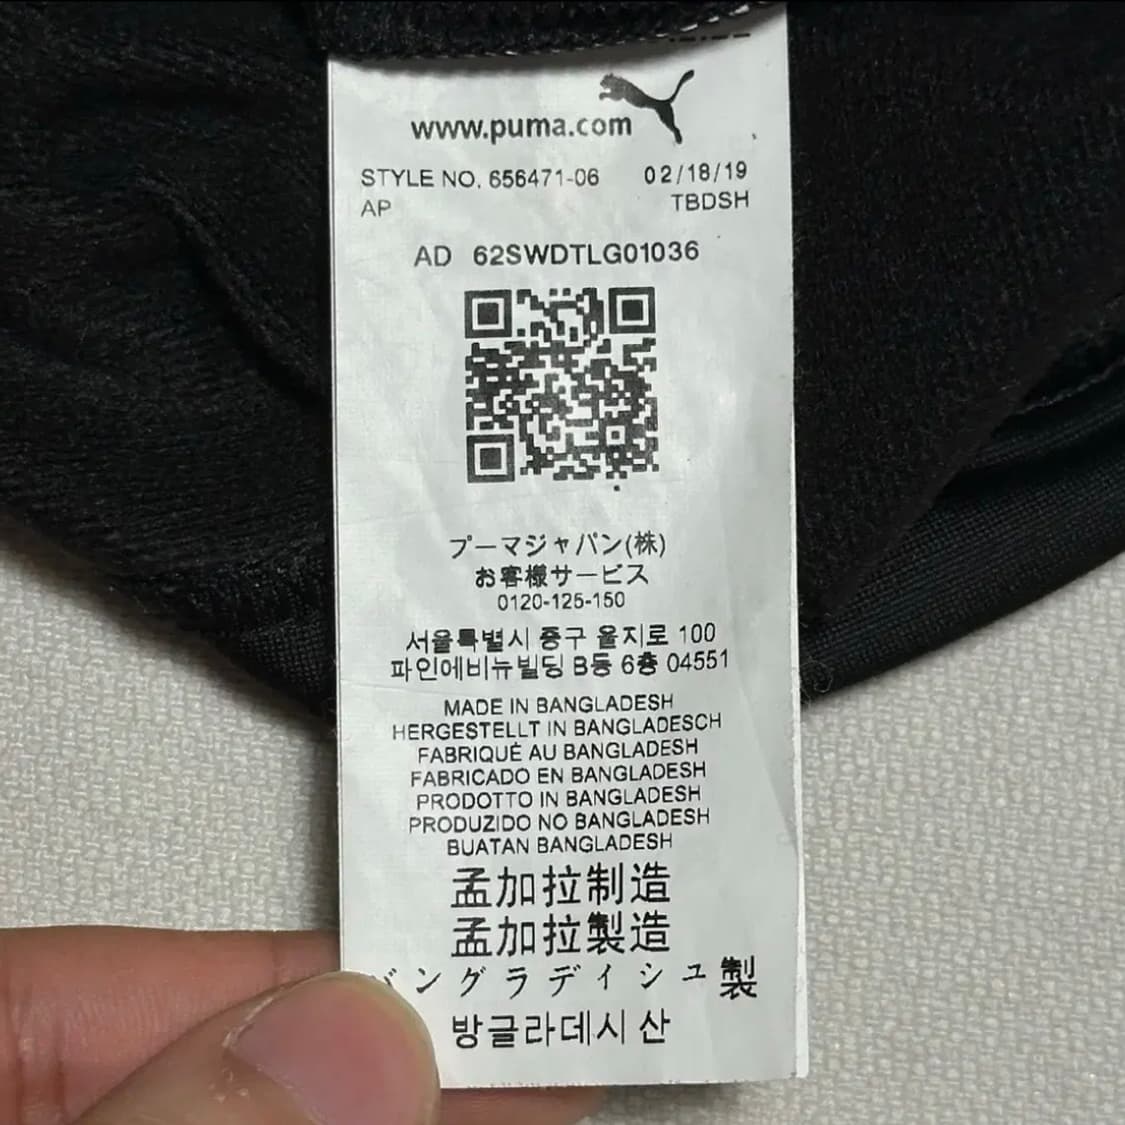 www.puma.com
STYLE NO. 656471-06 02/18/19
AP TBDSH
AD 62SWDTLG01036
プーマジャパン(株)
お客様サービス
0120-125-150
서울특별시 중구 을지로 100
파인에비뉴빌딩 B동 6층 04551
MADE IN BANGLADESH
HERGESTELLT IN BANGLADESCH
FABRIQUÉ AU BANGLADESH
FABRICADO EN BANGLADESH
PRODOTTO IN BANGLADESH
PRODUZIDO NO BANGLADESH
BUATAN BANGLADESH
孟加拉制造
孟加拉製造
バングラディシュ製
방글라데시 산